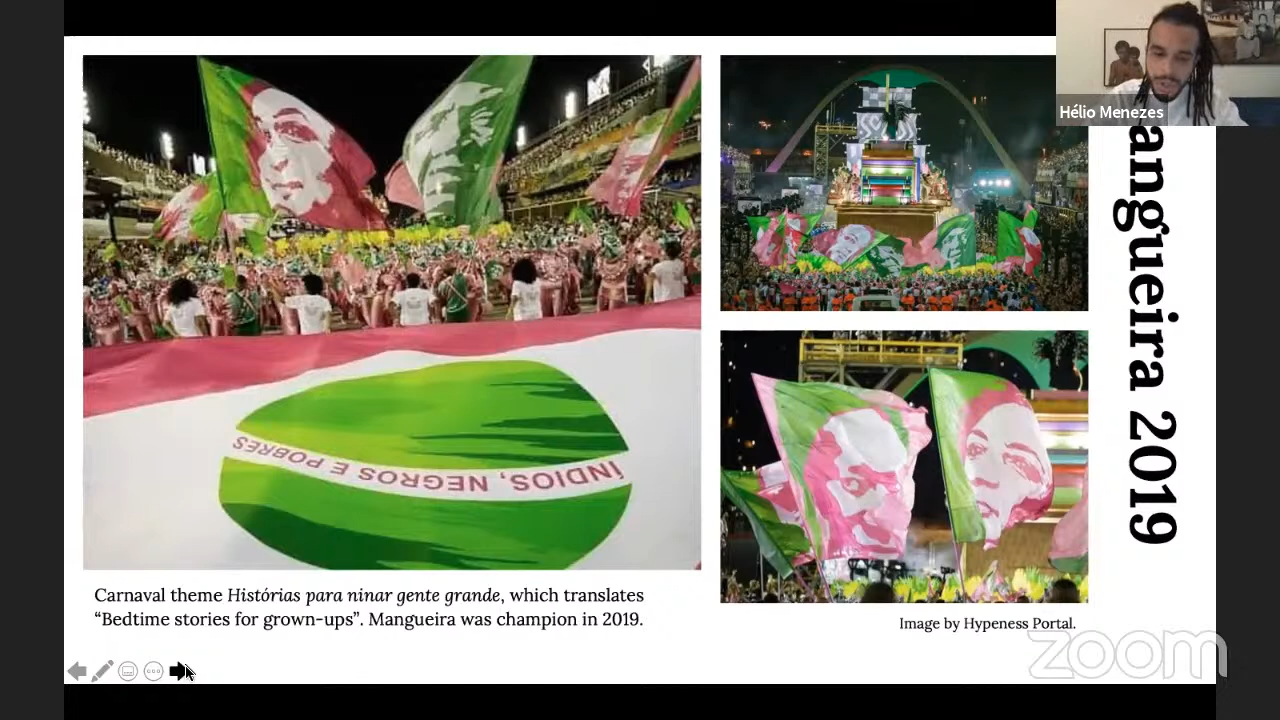 Hélio Menezes
angueira 2019
ÍNDIOS, NEGROS E POBRES
Carnaval theme Histórias para ninar gente grande, which translates
“Bedtime stories for grown-ups”. Mangueira was champion in 2019.
Image by Hypeness Portal.
zoom